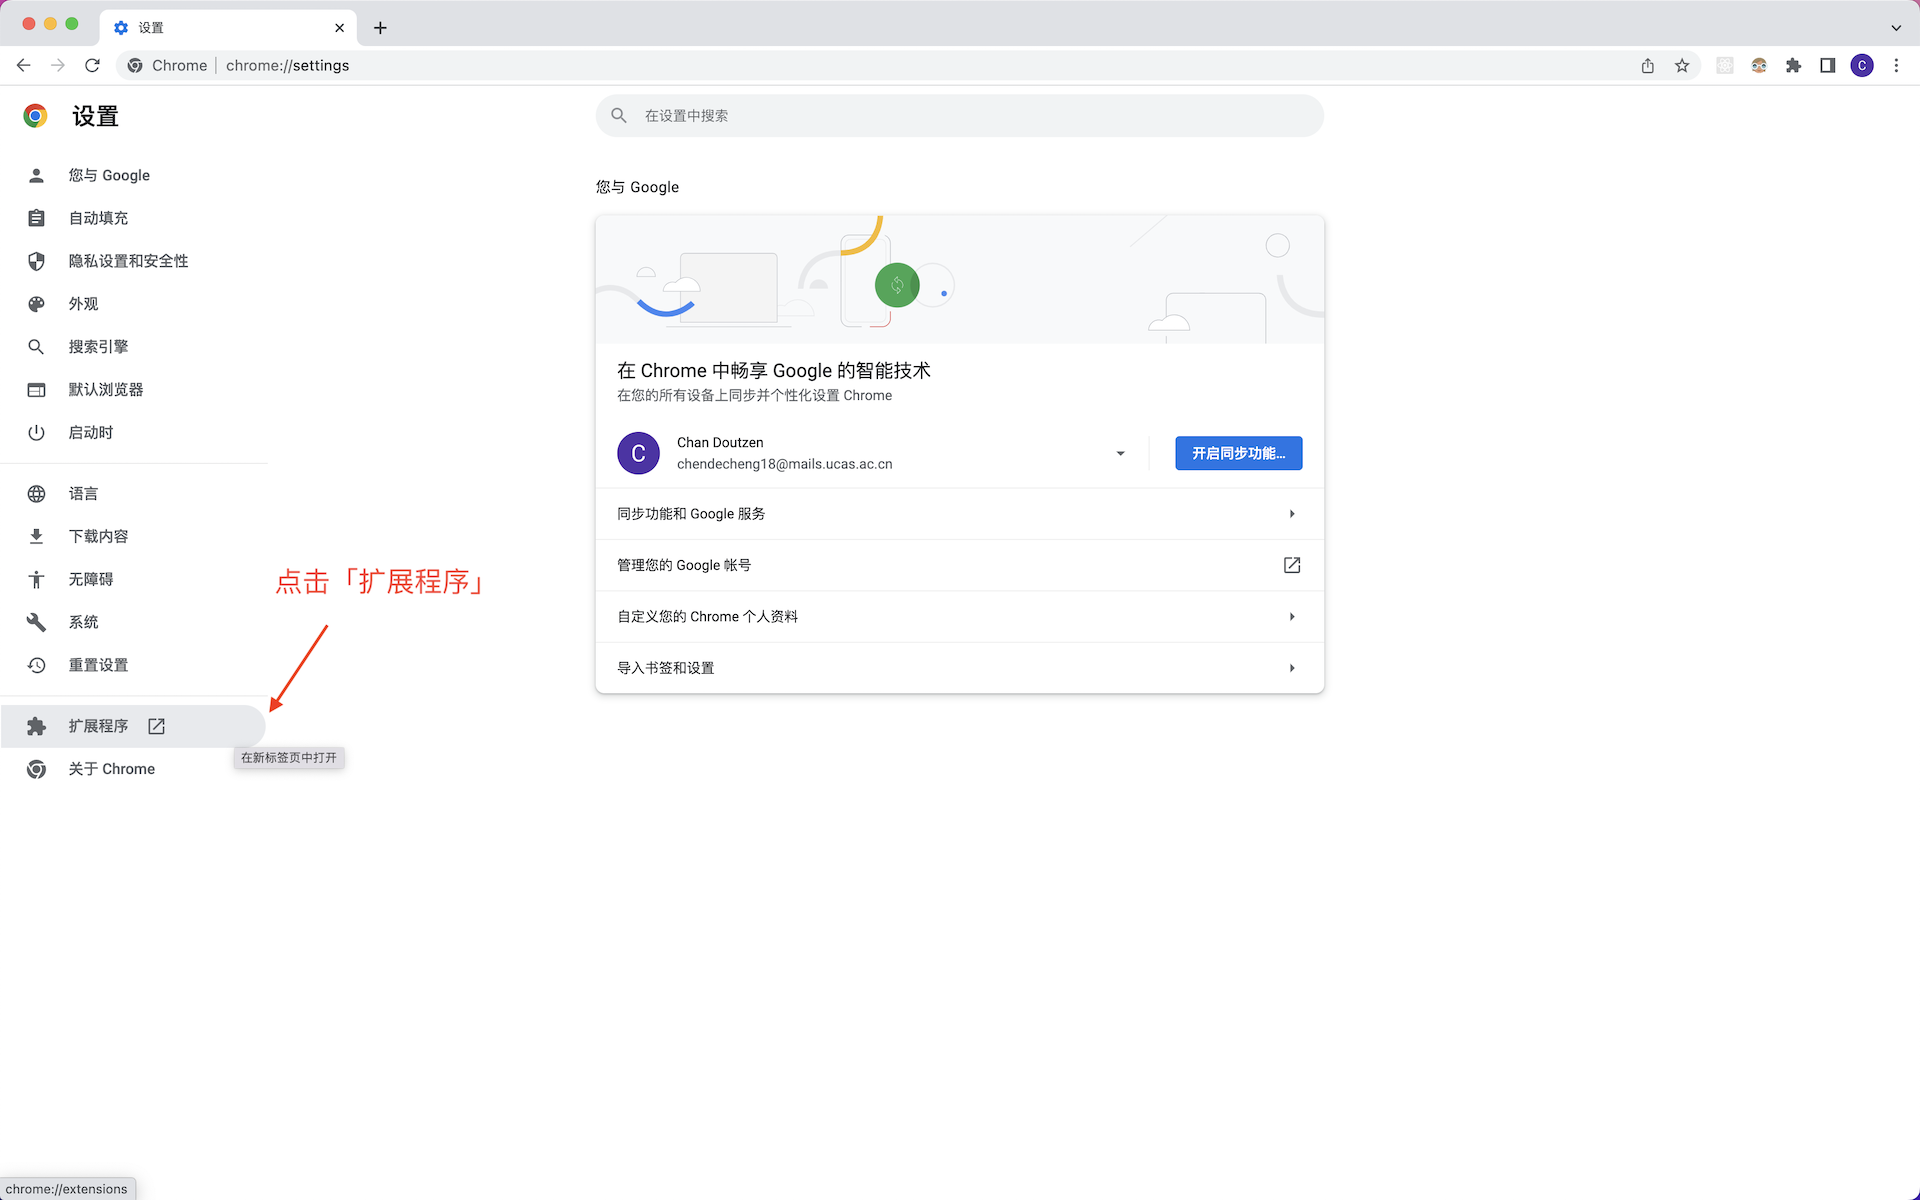 设置
Chrome | chrome://settings
C
设置
在设置中搜索
您与 Google
自动填充
隐私设置和安全性
外观
搜索引擎
默认浏览器
启动时
语言
下载内容
无障碍
系统
重置设置
扩展程序
在新标签页中打开
关于 Chrome
点击「扩展程序」
您与 Google
在 Chrome 中畅享 Google 的智能技术
在您的所有设备上同步并个性化设置 Chrome
C
Chan Doutzen
chendecheng18@mails.ucas.ac.cn
开启同步功能...
同步功能和 Google 服务
管理您的 Google 帐号
自定义您的 Chrome 个人资料
导入书签和设置
chrome://extensions